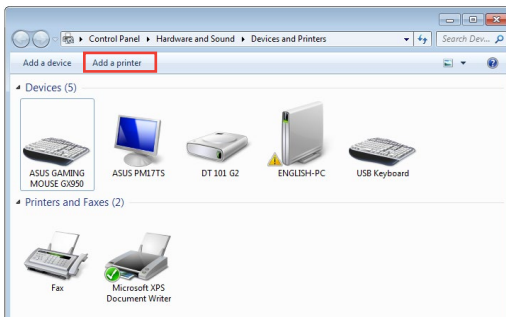 Control Panel ▸ Hardware and Sound ▸ Devices and Printers
Search Dev...
Add a device
Add a printer
Devices (5)
ASUS GAMING
MOUSE GX950
ASUS PM17TS
DT 101 G2
ENGLISH-PC
USB Keyboard
Printers and Faxes (2)
Fax
Microsoft XPS
Document Writer